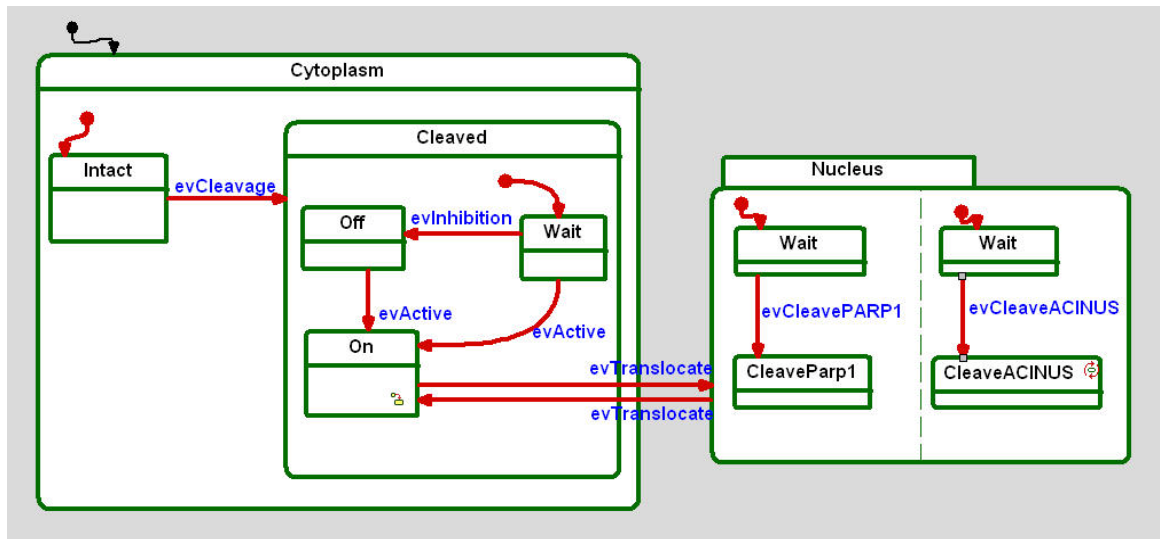 Cytoplasm
Cleaved
Intact
evCleavage
Off
evInhibition
Wait
evActive
evActive
On
evTranslocate
evTranslocate
Nucleus
Wait
Wait
evCleavePARP1
evCleaveACINUS
CleaveParp1
CleaveACINUS